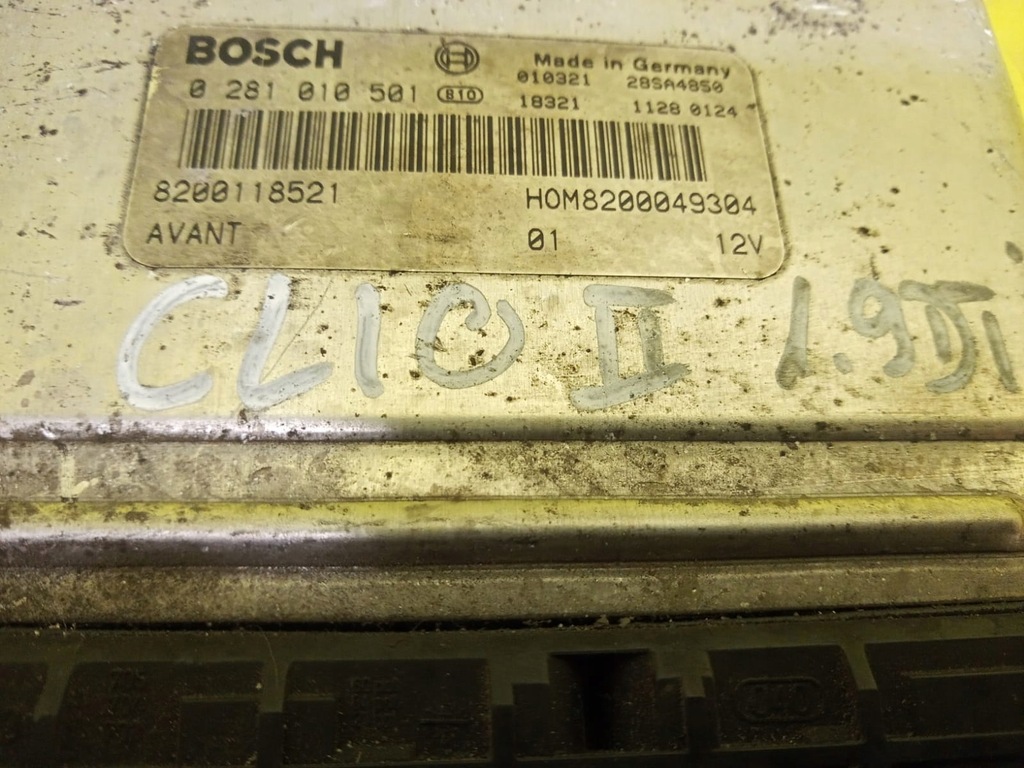 BOSCH Made in Germany
0 281 010 501 B10 010321 28SA4850
18321 1128 0124
8200118521 HOM8200049304
AVANT 01 12V
CLIO II 1.9DTi